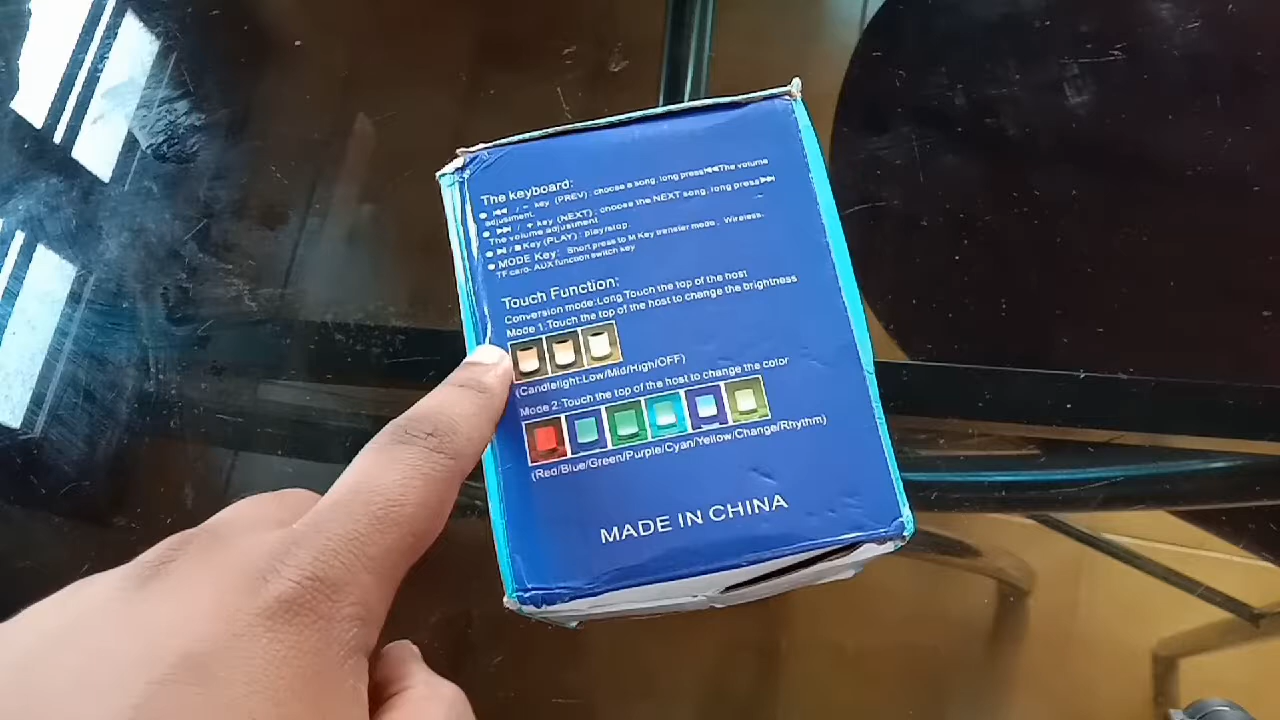 The keyboard:
● ⏮ / - key (PREV) : choose a song, long press⏮The volume
adjustment.
● ⏭ / + key (NEXT) : choose the NEXT song, long press⏭
The volume adjustment
● ⏯ / ■ Key (PLAY) : play/stop
● MODE Key: Short press to M Key transfer mode . Wireless.
TF card- AUX function switch key
Touch Function:
Conversion mode:Long Touch the top of the host
Mode 1:Touch the top of the host to change the brightness
(Candlelight:Low/Mid/High/OFF)
Mode 2:Touch the top of the host to change the color
(Red/Blue/Green/Purple/Cyan/Yellow/Change/Rhythm)
MADE IN CHINA